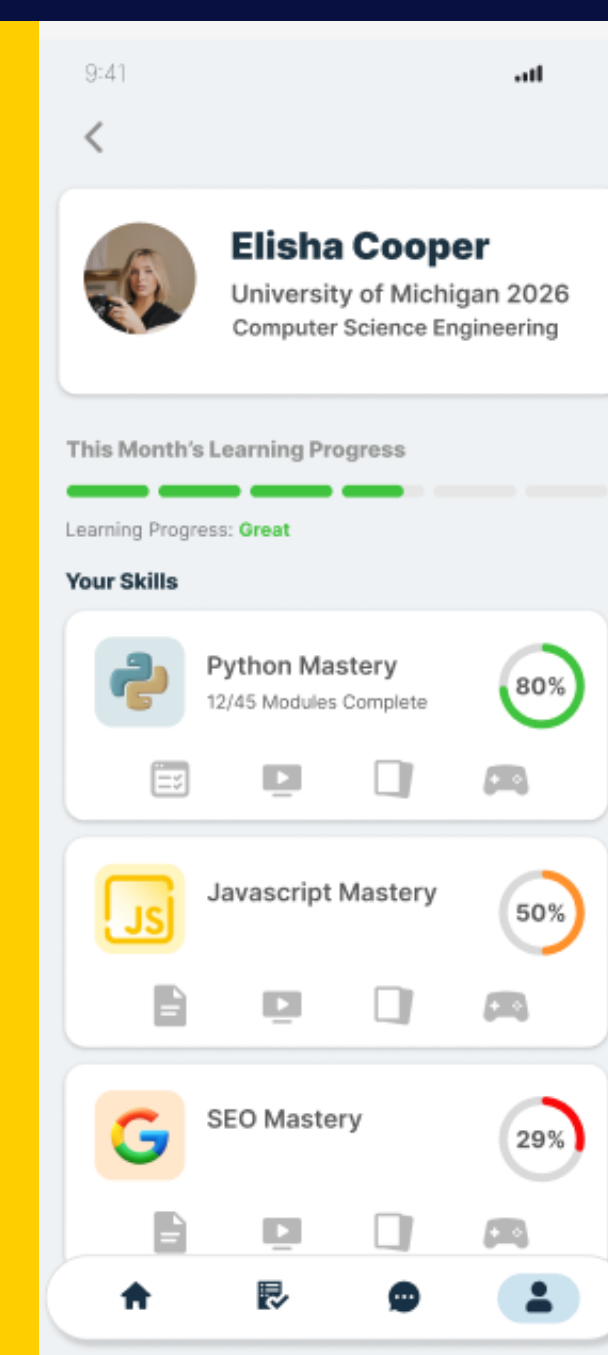 9:41
Elisha Cooper
University of Michigan 2026
Computer Science Engineering
This Month's Learning Progress
Learning Progress: Great
Your Skills
Python Mastery
12/45 Modules Complete
80%
Javascript Mastery
JS
50%
SEO Mastery
G
29%